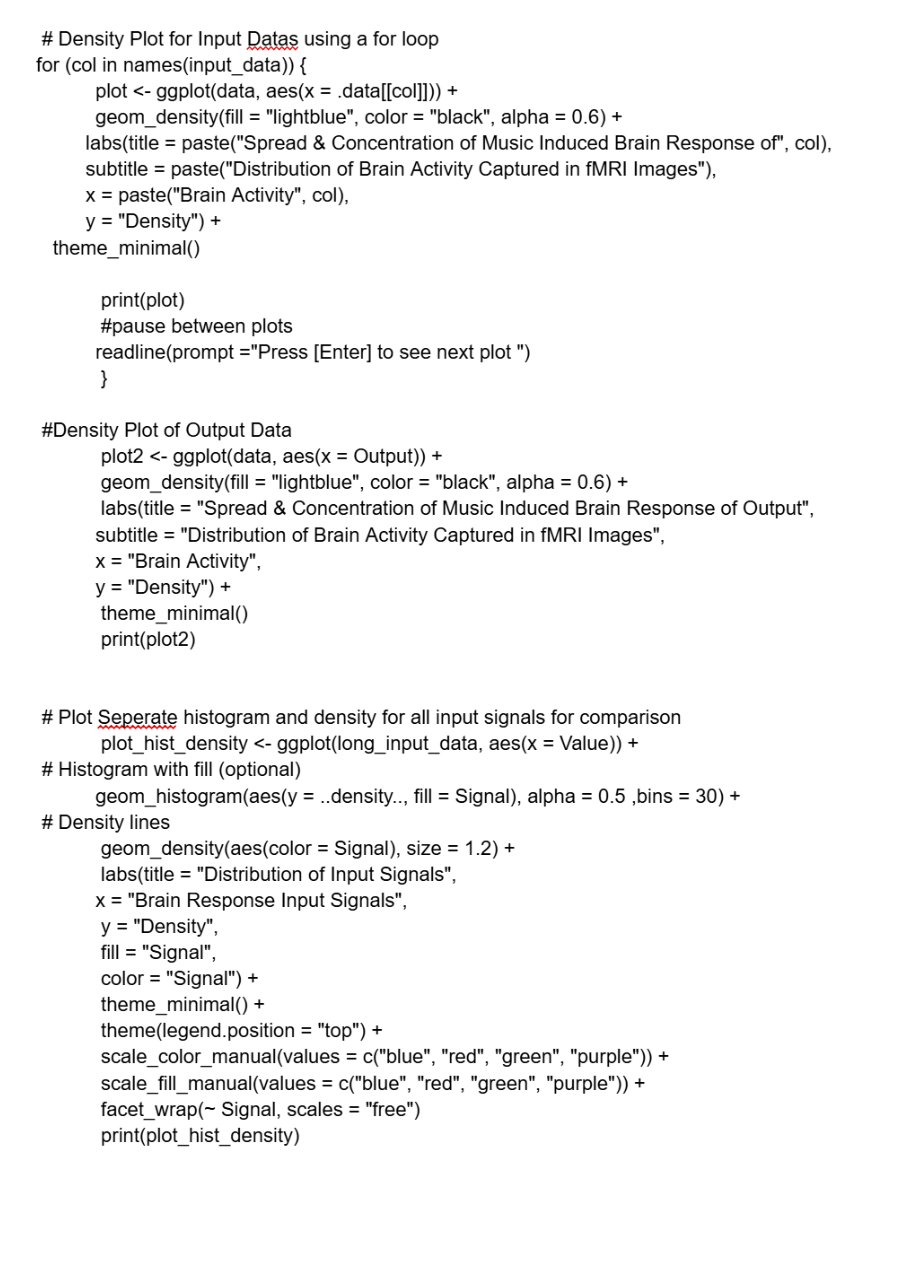 # Density Plot for Input Datas using a for loop
for (col in names(input_data)) {
plot <- ggplot(data, aes(x = .data[[col]])) +
geom_density(fill = "lightblue", color = "black", alpha = 0.6) +
labs(title = paste("Spread & Concentration of Music Induced Brain Response of", col),
subtitle = paste("Distribution of Brain Activity Captured in fMRI Images"),
x = paste("Brain Activity", col),
y = "Density") +
theme_minimal()
print(plot)
#pause between plots
readline(prompt ="Press [Enter] to see next plot ")
}
#Density Plot of Output Data
plot2 <- ggplot(data, aes(x = Output)) +
geom_density(fill = "lightblue", color = "black", alpha = 0.6) +
labs(title = "Spread & Concentration of Music Induced Brain Response of Output",
subtitle = "Distribution of Brain Activity Captured in fMRI Images",
x = "Brain Activity",
y = "Density") +
theme_minimal()
print(plot2)
# Plot Seperate histogram and density for all input signals for comparison
plot_hist_density <- ggplot(long_input_data, aes(x = Value)) +
# Histogram with fill (optional)
geom_histogram(aes(y = ..density.., fill = Signal), alpha = 0.5 ,bins = 30) +
# Density lines
geom_density(aes(color = Signal), size = 1.2) +
labs(title = "Distribution of Input Signals",
x = "Brain Response Input Signals",
y = "Density",
fill = "Signal",
color = "Signal") +
theme_minimal() +
theme(legend.position = "top") +
scale_color_manual(values = c("blue", "red", "green", "purple")) +
scale_fill_manual(values = c("blue", "red", "green", "purple")) +
facet_wrap(~ Signal, scales = "free")
print(plot_hist_density)